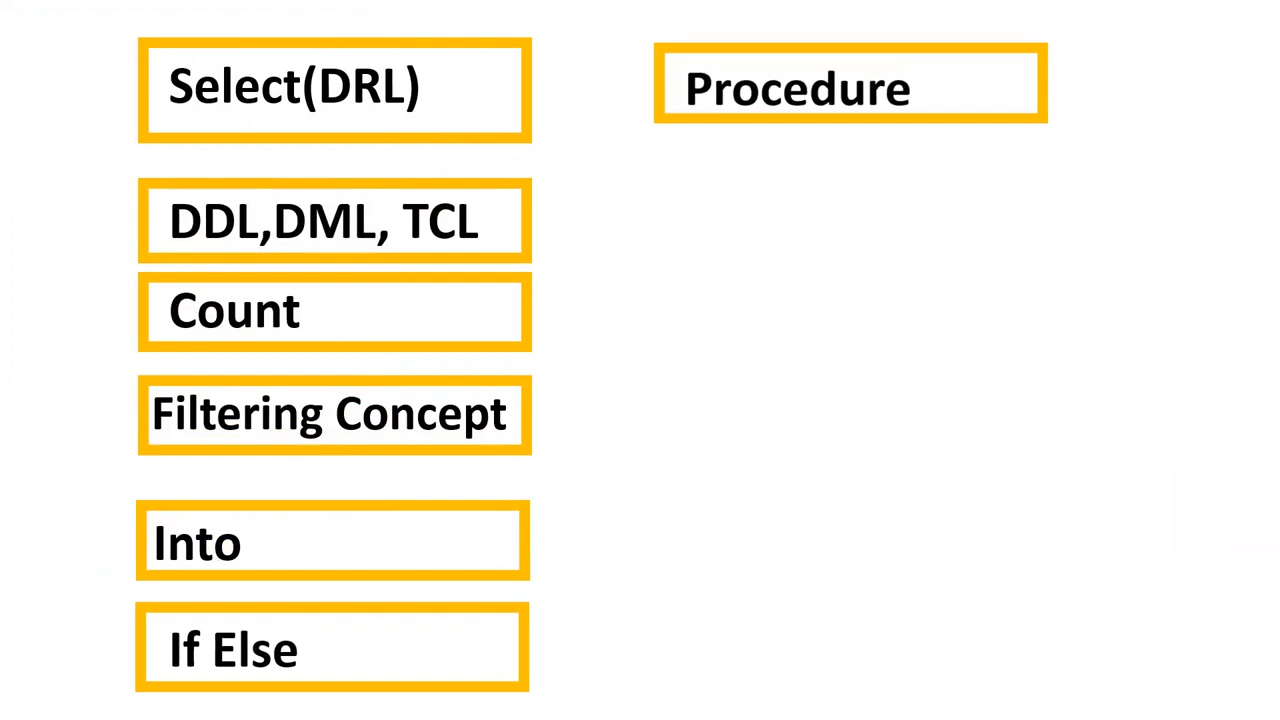 Select(DRL)
DDL,DML, TCL
Count
Filtering Concept
Into
If Else
Procedure